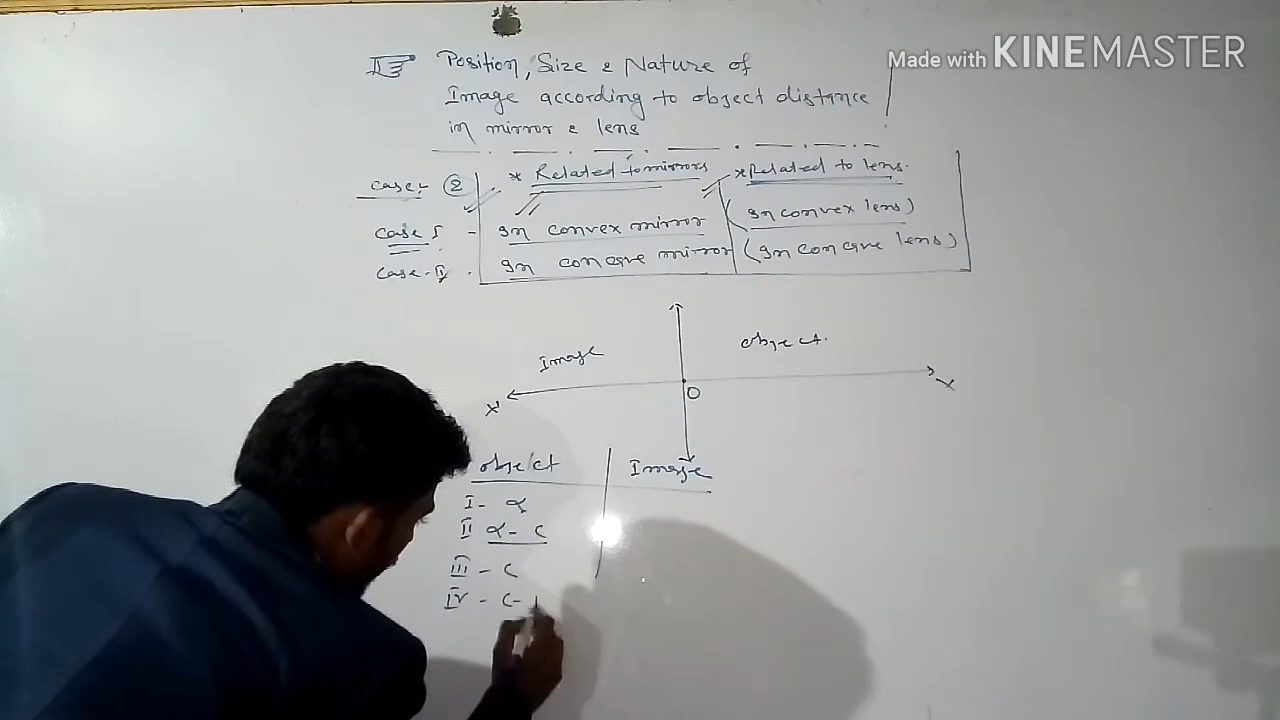 Made with KINEMASTER
II Position, Size & Nature of
Image according to object distance
in mirror & lens
Case:- ② * Related to mirrors * Related to lens.
Case I - In convex mirror (In convex lens)
Case-II. In concave mirror (In concave lens)
Image object.
X' O
object Image
I - ∝
II ∝ - C
III - C
IV - C-